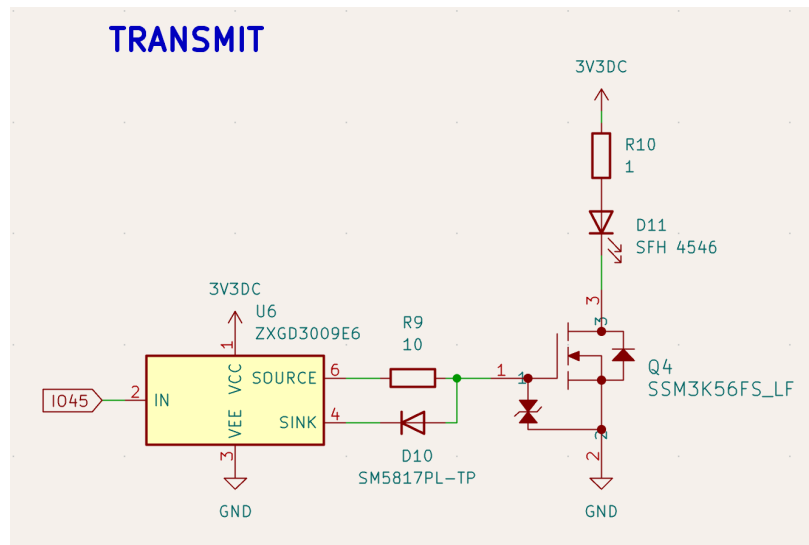 TRANSMIT
3V3DC
R10
1
D11
SFH 4546
3
3
3V3DC
U6
ZXGD3009E6
1
R9
10
VCC
SOURCE
6
1
1
Q4
SSM3K56FS_LF
IO45
2
IN
VEE
SINK
4
3
D10
SM5817PL-TP
2
2
GND
GND